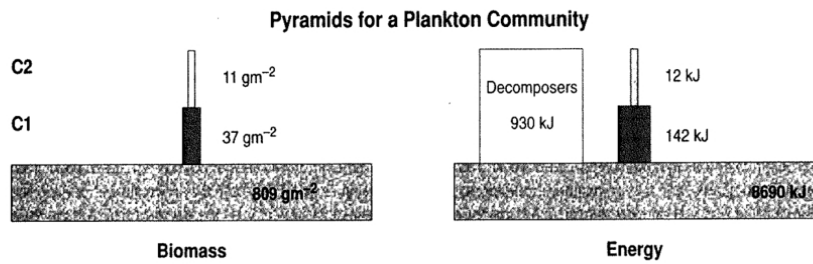 Pyramids for a Plankton Community
C2
C1
11 gm⁻²
37 gm⁻²
809 gm⁻²
Biomass
Decomposers
930 kJ
12 kJ
142 kJ
8690 kJ
Energy